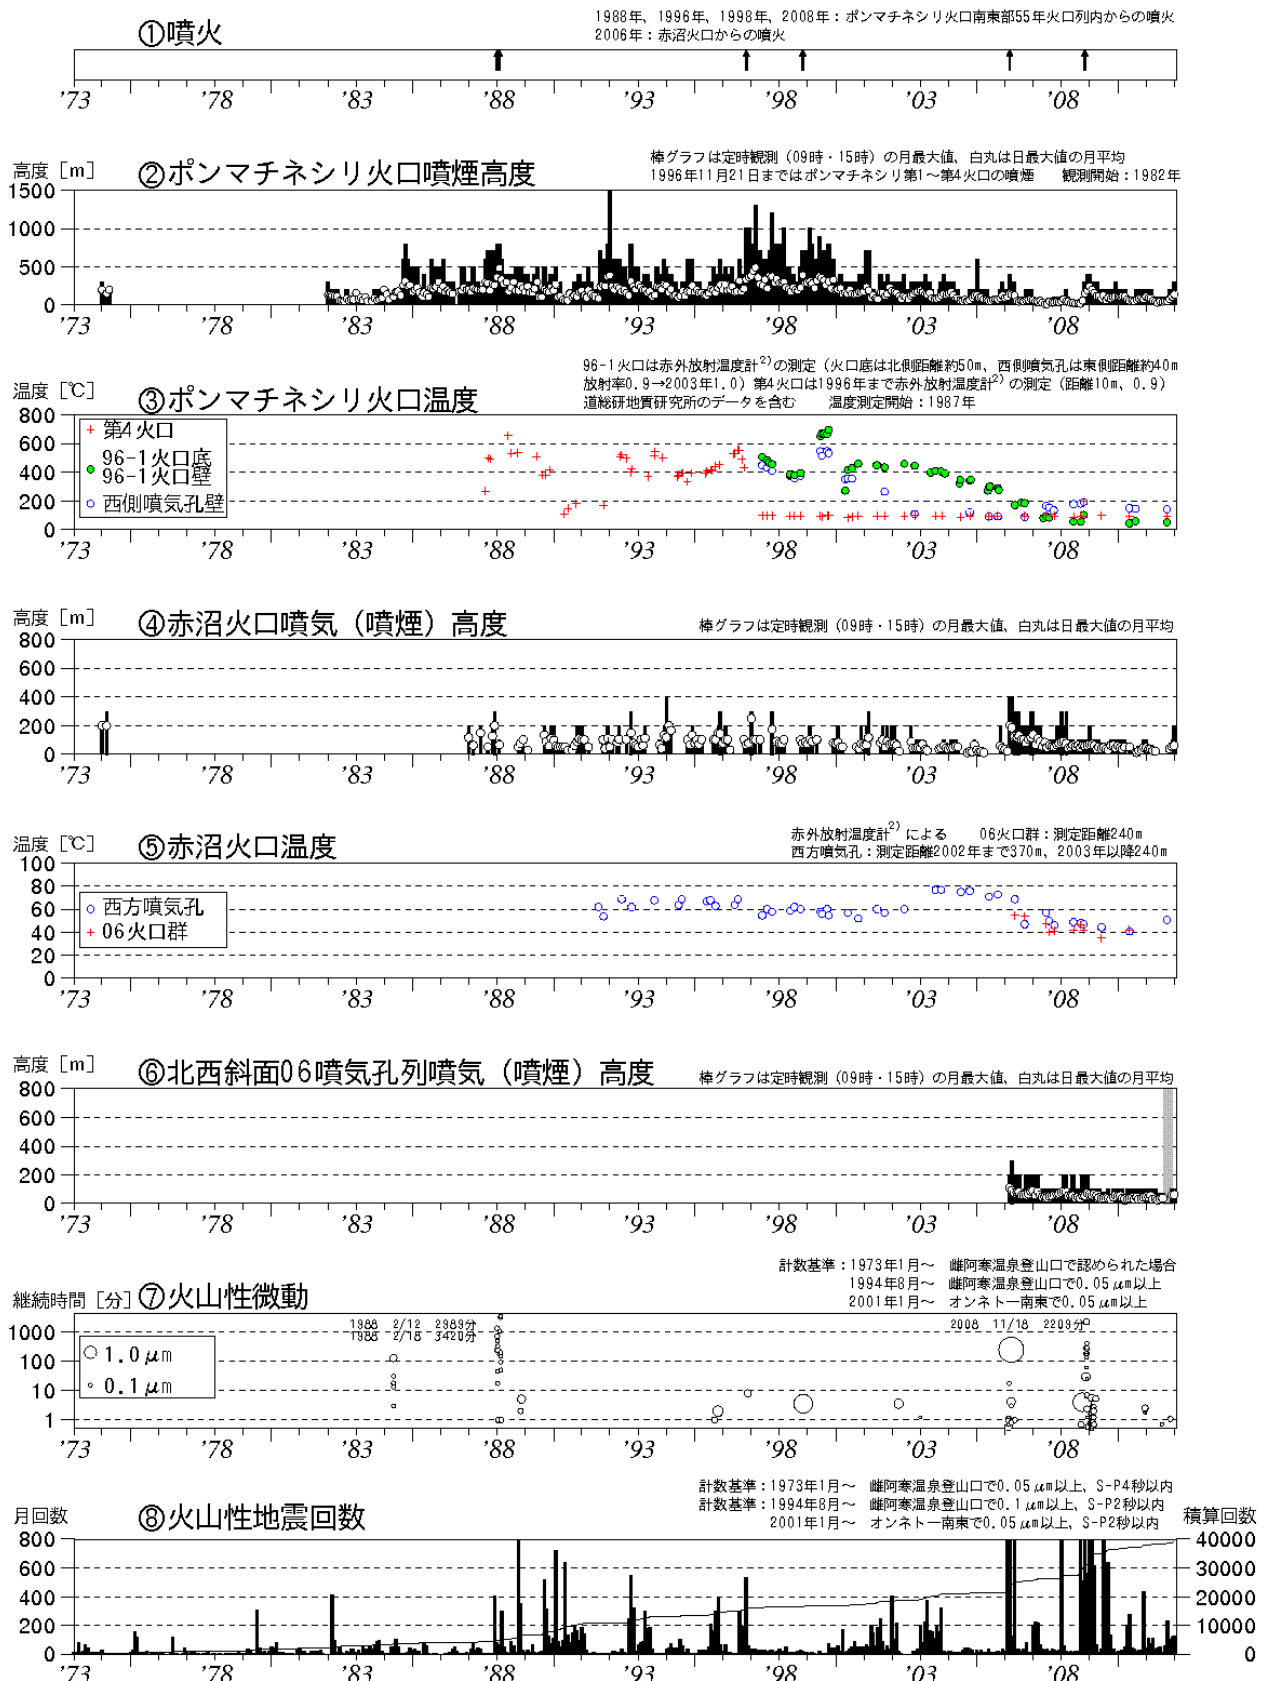 ①噴火
1988年、1996年、1998年、2008年：ポンマチネシリ火口南東部55年火口列内からの噴火
2006年：赤沼火口からの噴火
'73 '78 '83 '88 '93 '98 '03 '08
高度［m］
②ポンマチネシリ火口噴煙高度
棒グラフは定時観測（09時・15時）の月最大値、白丸は日最大値の月平均
1996年11月21日まではポンマチネシリ第1～第4火口の噴煙　観測開始：1982年
1500
1000
500
0
'73 '78 '83 '88 '93 '98 '03 '08
温度［℃］
③ポンマチネシリ火口温度
96-1火口は赤外放射温度計2)の測定（火口底は北側距離約50m、西側噴気孔は東側距離約40m
放射率0.9→2003年1.0）第4火口は1996年まで赤外放射温度計2)の測定（距離10m、0.9）
道総研地質研究所のデータを含む　温度測定開始：1987年
800
600
400
200
0
第4火口
96-1火口底
96-1火口壁
西側噴気孔壁
'73 '78 '83 '88 '93 '98 '03 '08
高度［m］
④赤沼火口噴気（噴煙）高度
棒グラフは定時観測（09時・15時）の月最大値、白丸は日最大値の月平均
800
600
400
200
0
'73 '78 '83 '88 '93 '98 '03 '08
温度［℃］
⑤赤沼火口温度
赤外放射温度計2)による　06火口群：測定距離240m
西方噴気孔：測定距離2002年まで370m、2003年以降240m
100
80
60
40
20
0
西方噴気孔
06火口群
'73 '78 '83 '88 '93 '98 '03 '08
高度［m］
⑥北西斜面06噴気孔列噴気（噴煙）高度
棒グラフは定時観測（09時・15時）の月最大値、白丸は日最大値の月平均
800
600
400
200
0
'73 '78 '83 '88 '93 '98 '03 '08
継続時間［分］
⑦火山性微動
計数基準：1973年1月～　雌阿寒温泉登山口で認められた場合
1994年8月～　雌阿寒温泉登山口で0.05μm以上
2001年1月～　オンネトー南東で0.05μm以上
1000
100
10
1
1.0μm
0.1μm
1988 2/12 2989分
1988 2/18 3420分
2008 11/18 2209分
'73 '78 '83 '88 '93 '98 '03 '08
月回数
⑧火山性地震回数
計数基準：1973年1月～　雌阿寒温泉登山口で0.05μm以上、S-P4秒以内
計数基準：1994年8月～　雌阿寒温泉登山口で0.1μm以上、S-P2秒以内
2001年1月～　オンネトー南東で0.05μm以上、S-P2秒以内
積算回数
800
600
400
200
0
40000
30000
20000
10000
0
'73 '78 '83 '88 '93 '98 '03 '08